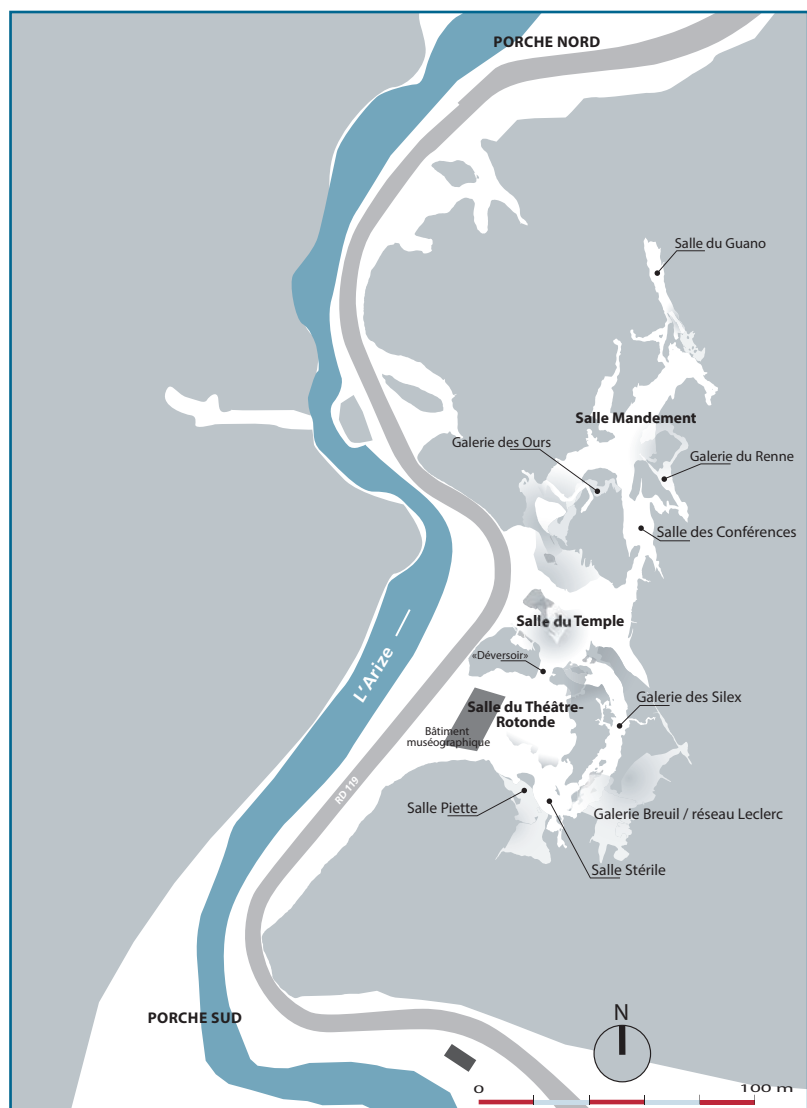 PORCHE NORD
Salle du Guano
Salle Mandement
Galerie des Ours
Galerie du Renne
Salle des Conférences
Salle du Temple
«Déversoir»
L'Arize
Galerie des Silex
Salle du Théâtre-
Rotonde
Bâtiment
muséographique
RD 119
Salle Piette
Galerie Breuil / réseau Leclerc
Salle Stérile
PORCHE SUD
N
0
100 m